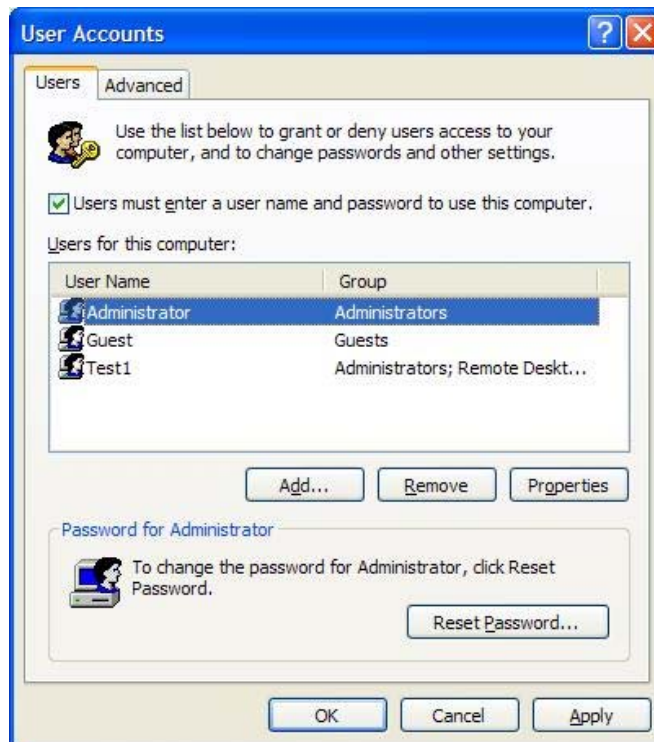 User Accounts
Users Advanced
Use the list below to grant or deny users access to your
computer, and to change passwords and other settings.
Users must enter a user name and password to use this computer.
Users for this computer:
User Name Group
Administrator Administrators
Guest Guests
Test1 Administrators; Remote Deskt...
Add... Remove Properties
Password for Administrator
To change the password for Administrator, click Reset
Password.
Reset Password...
OK Cancel Apply